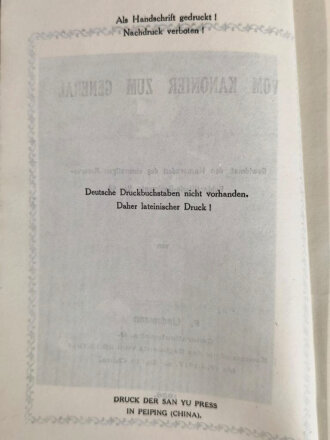 Als Handschrift gedruckt !
Nachdruck verboten !
VOM KANONIER ZUM GENERAL
Deutsche Druckbuchstaben nicht vorhanden.
Daher lateinischer Druck !
DRUCK DER SAN YU PRESS
IN PEIPING (CHINA).